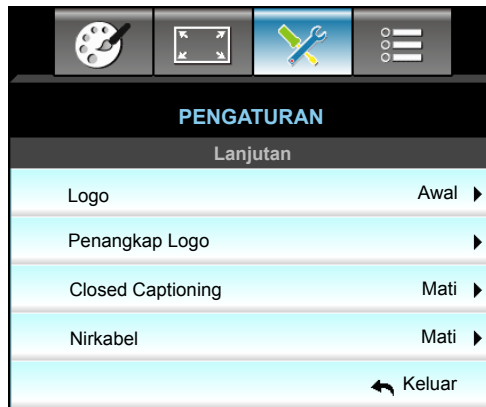 PENGATURAN
Lanjutan
Logo Awal
Penangkap Logo
Closed Captioning Mati
Nirkabel Mati
Keluar